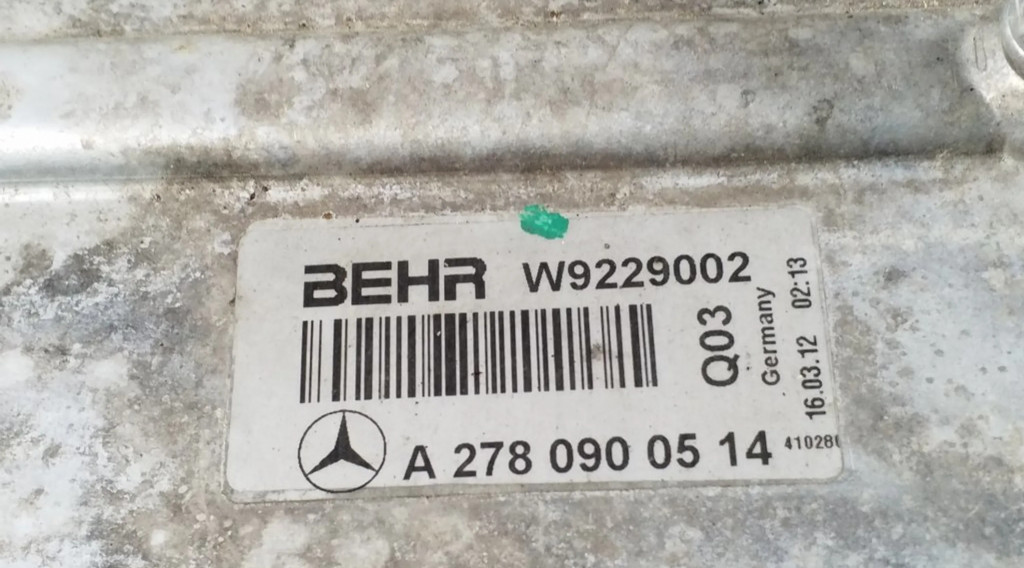 BEHR W9229002
Q03
Germany
16.03.12 02:13
A 278 090 05 14